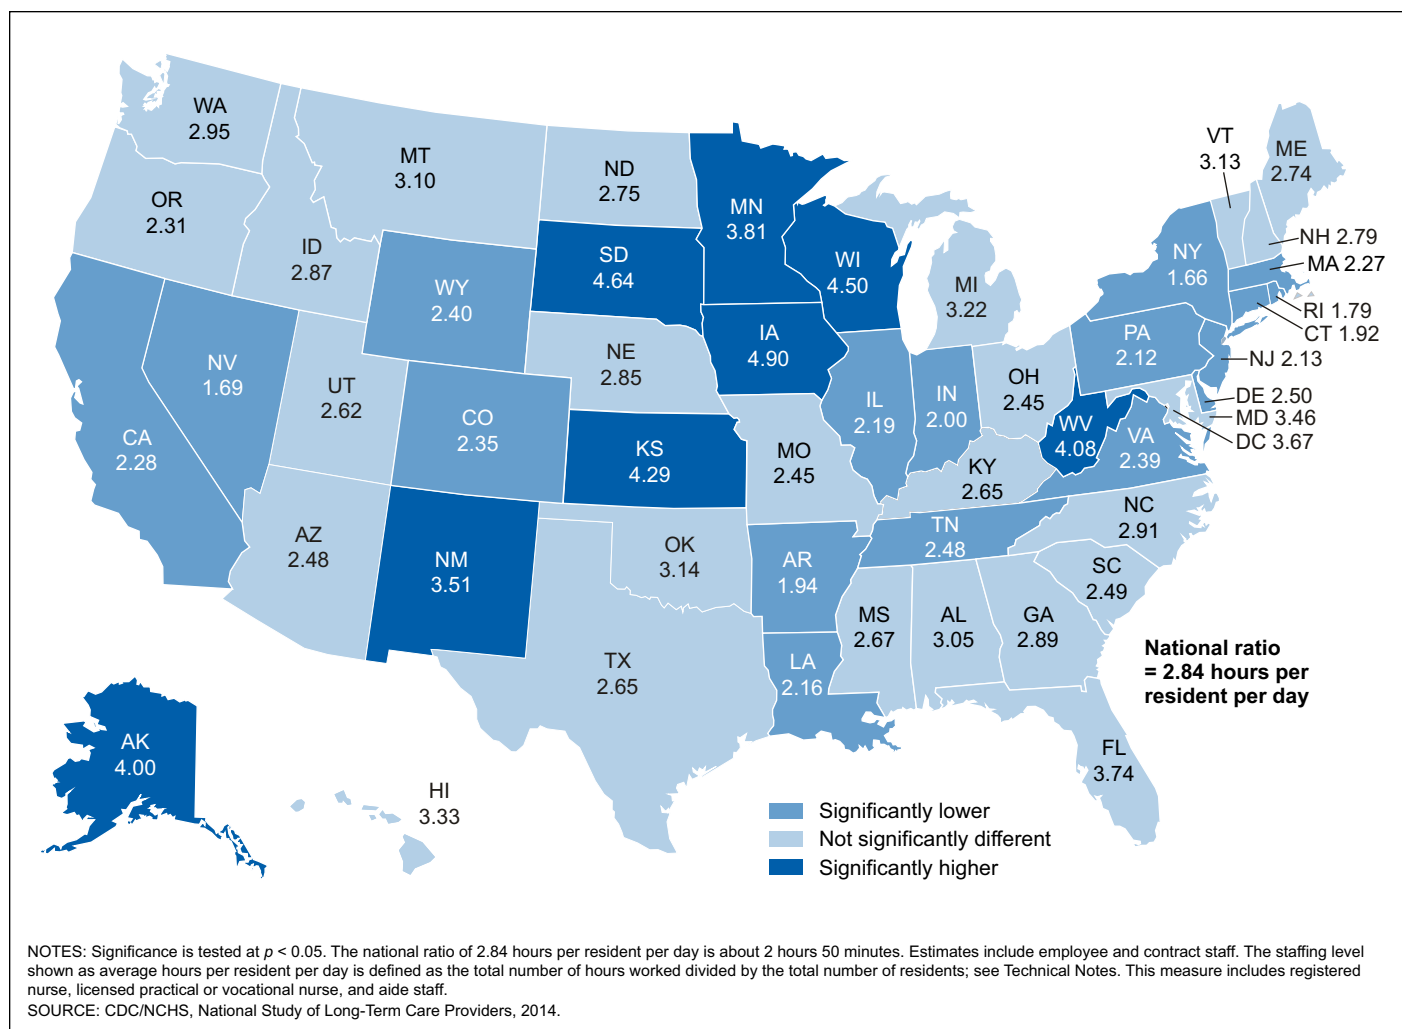 WA
2.95
OR
2.31
MT
3.10
ID
2.87
ND
2.75
SD
4.64
MN
3.81
WI
4.50
MI
3.22
WY
2.40
NE
2.85
IA
4.90
NV
1.69
UT
2.62
CO
2.35
CA
2.28
KS
4.29
MO
2.45
IL
2.19
IN
2.00
OH
2.45
KY
2.65
WV
4.08
VA
2.39
PA
2.12
NY
1.66
VT
3.13
ME
2.74
NH 2.79
MA 2.27
RI 1.79
CT 1.92
NJ 2.13
DE 2.50
MD 3.46
DC 3.67
AZ
2.48
NM
3.51
OK
3.14
AR
1.94
TN
2.48
NC
2.91
SC
2.49
TX
2.65
LA
2.16
MS
2.67
AL
3.05
GA
2.89
FL
3.74
AK
4.00
HI
3.33
National ratio
= 2.84 hours per
resident per day
Significantly lower
Not significantly different
Significantly higher
NOTES: Significance is tested at p < 0.05. The national ratio of 2.84 hours per resident per day is about 2 hours 50 minutes. Estimates include employee and contract staff. The staffing level
shown as average hours per resident per day is defined as the total number of hours worked divided by the total number of residents; see Technical Notes. This measure includes registered
nurse, licensed practical or vocational nurse, and aide staff.
SOURCE: CDC/NCHS, National Study of Long-Term Care Providers, 2014.